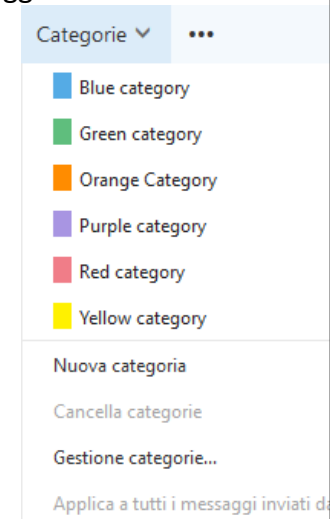 Categorie
Blue category
Green category
Orange Category
Purple category
Red category
Yellow category
Nuova categoria
Cancella categorie
Gestione categorie...
Applica a tutti i messaggi inviati